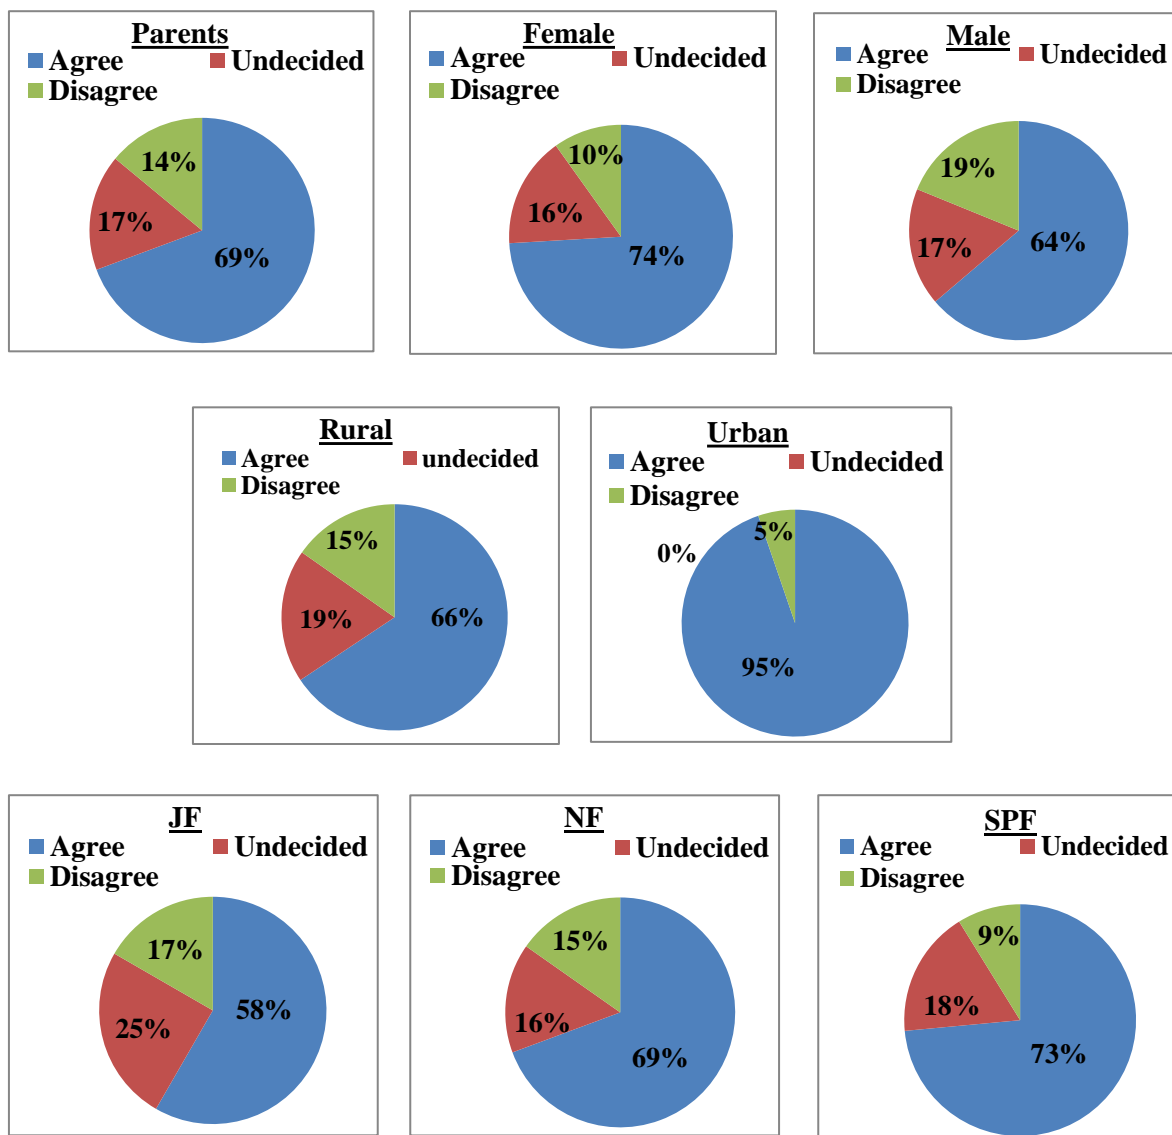 Parents
Agree Undecided
Disagree
14%
17%
69%
Female
Agree Undecided
Disagree
10%
16%
74%
Male
Agree Undecided
Disagree
19%
17%
64%
Rural
Agree undecided
Disagree
15%
19%
66%
Urban
Agree Undecided
Disagree
5%
0%
95%
JF
Agree Undecided
Disagree
17%
58%
25%
NF
Agree Undecided
Disagree
15%
16%
69%
SPF
Agree Undecided
Disagree
9%
18%
73%